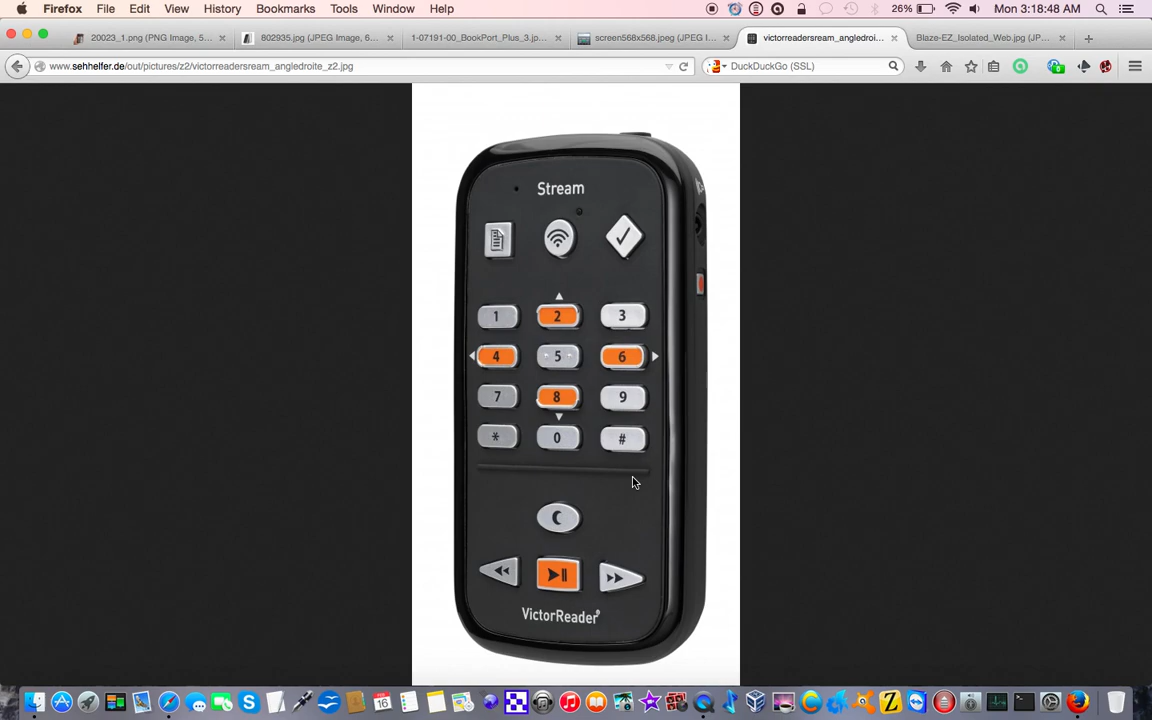 Firefox File Edit View History Bookmarks Tools Window Help 26% Mon 3:18:48 AM
20023_1.png (PNG Image, 5... 802935.jpg (JPEG Image, 6... 1-07191-00_BookPort_Plus_3.jp... screen568x568.jpeg (JPEG I... victorreadersream_angledroi... Blaze-EZ_Isolated_Web.(JPG ...
www.sehhelfer.de/out/pictures/z2/victorreadersream_angledroite_z2.jpg DuckDuckGo (SSL)
Stream
1 2 3
4 5 6
7 8 9
* 0 #
VictorReader®